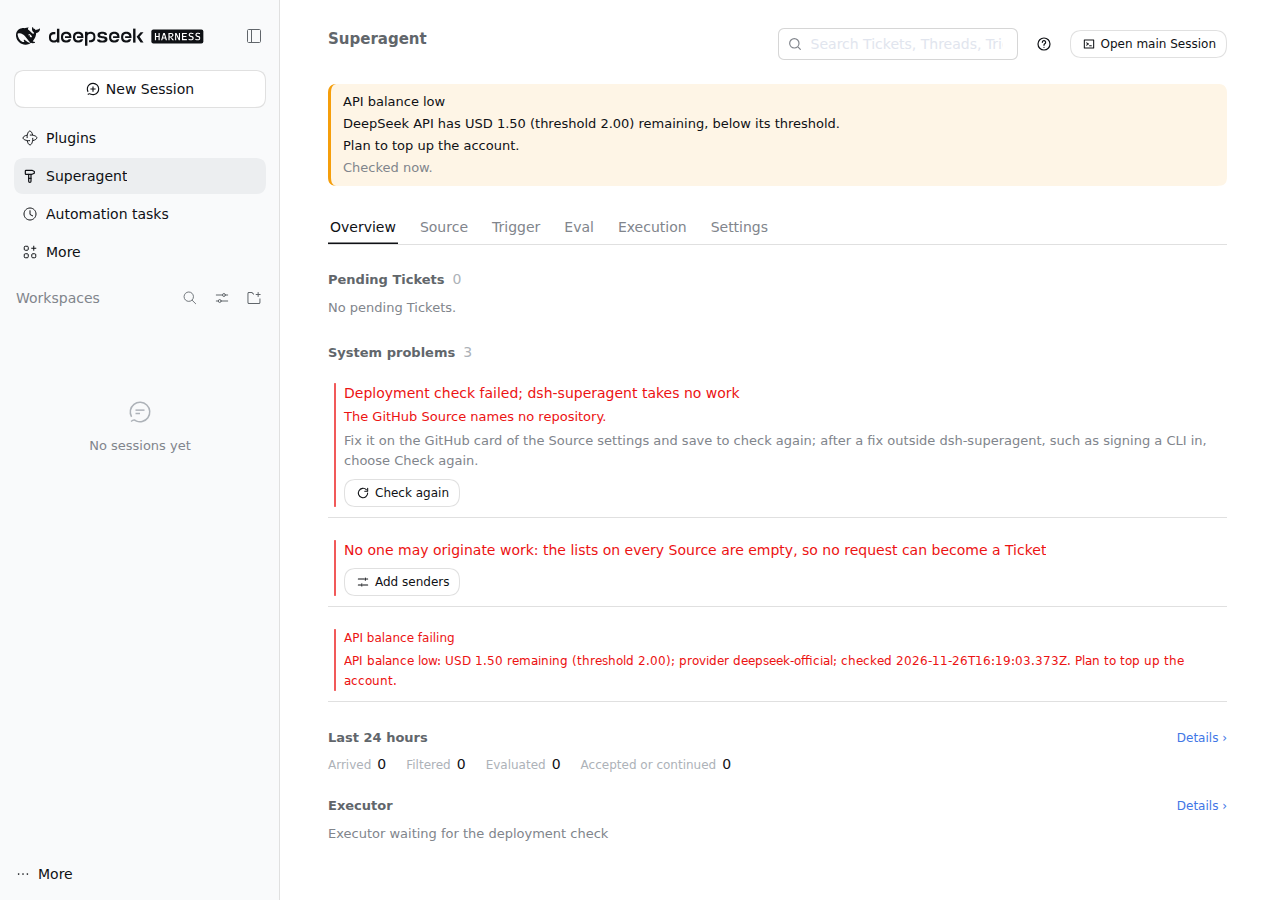 deepseek HARNESS
New Session
Plugins
Superagent
Automation tasks
More
Workspaces
No sessions yet
More
Superagent
Search Tickets, Threads, Tri
Open main Session
API balance low
DeepSeek API has USD 1.50 (threshold 2.00) remaining, below its threshold.
Plan to top up the account.
Checked now.
Overview Source Trigger Eval Execution Settings
Pending Tickets 0
No pending Tickets.
System problems 3
Deployment check failed; dsh-superagent takes no work
The GitHub Source names no repository.
Fix it on the GitHub card of the Source settings and save to check again; after a fix outside dsh-superagent, such as signing a CLI in,
choose Check again.
Check again
No one may originate work: the lists on every Source are empty, so no request can become a Ticket
Add senders
API balance failing
API balance low: USD 1.50 remaining (threshold 2.00); provider deepseek-official; checked 2026-11-26T16:19:03.373Z. Plan to top up the
account.
Last 24 hours Details ›
Arrived 0 Filtered 0 Evaluated 0 Accepted or continued 0
Executor Details ›
Executor waiting for the deployment check